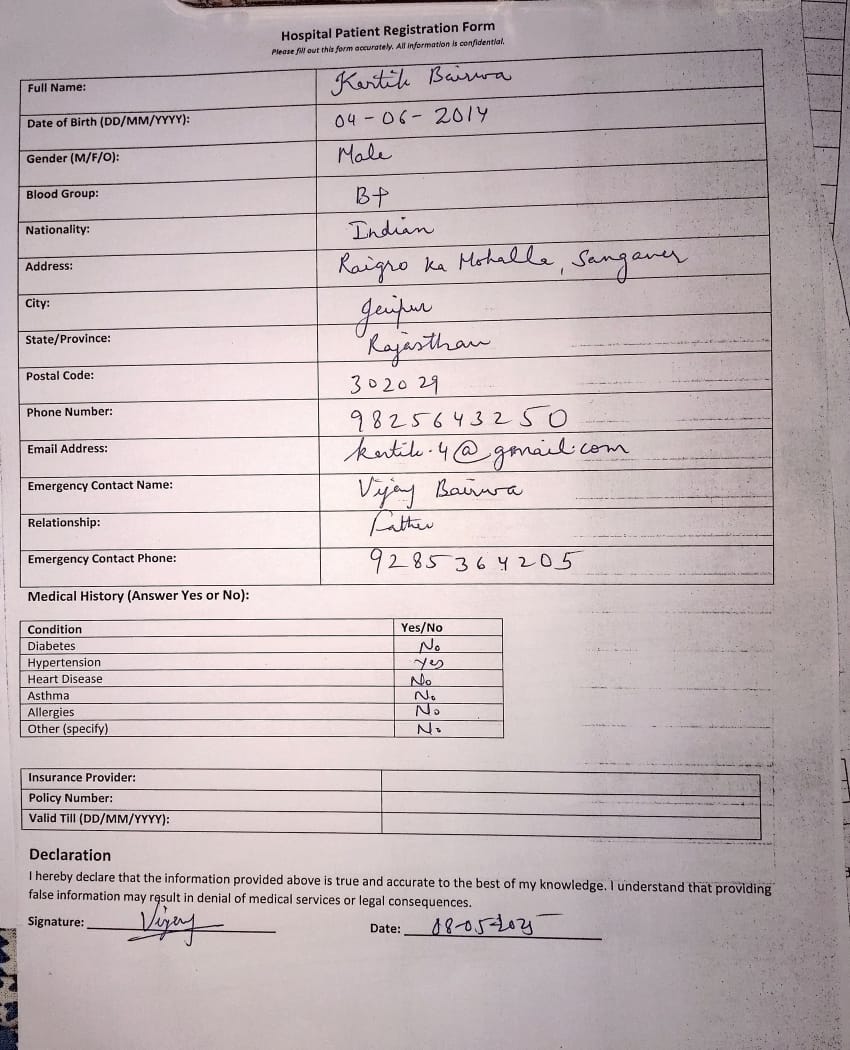 Hospital Patient Registration Form
Please fill out this form accurately. All information is confidential.
Full Name: Kartik Bairwa
Date of Birth (DD/MM/YYYY): 04-06-2014
Gender (M/F/O): Male
Blood Group: B+
Nationality: Indian
Address: Raigro Ka Mohalla, Sanganer
City: Jaipur
State/Province: Rajasthan
Postal Code: 302029
Phone Number: 9825643250
Email Address: kartik.4@gmail.com
Emergency Contact Name: Vijay Bairwa
Relationship: Father
Emergency Contact Phone: 9285364205
Medical History (Answer Yes or No):
Condition Yes/No
Diabetes No
Hypertension Yes
Heart Disease No
Asthma No
Allergies No
Other (specify) No
Insurance Provider:
Policy Number:
Valid Till (DD/MM/YYYY):
Declaration
I hereby declare that the information provided above is true and accurate to the best of my knowledge. I understand that providing
false information may result in denial of medical services or legal consequences.
Signature: Vijay Date: 08-05-2025